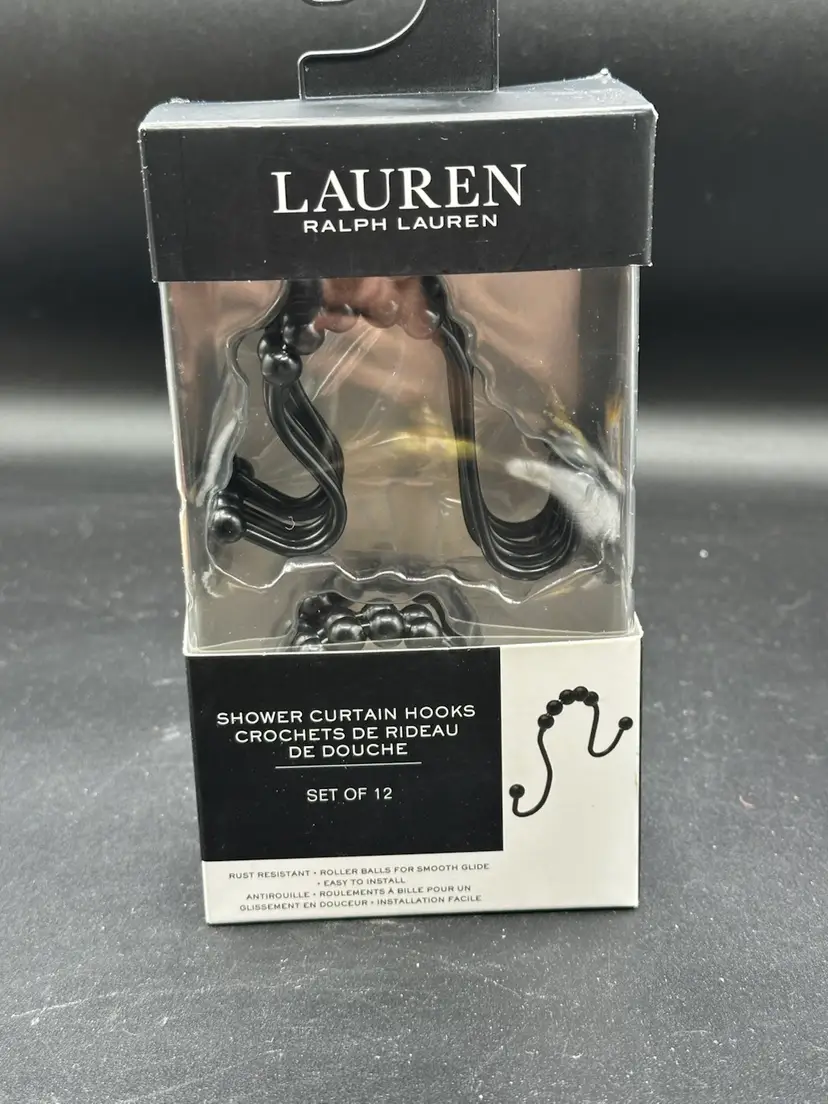 LAUREN
RALPH LAUREN
SHOWER CURTAIN HOOKS
CROCHETS DE RIDEAU
DE DOUCHE
SET OF 12
RUST RESISTANT • ROLLER BALLS FOR SMOOTH GLIDE
• EASY TO INSTALL
ANTIROUILLE • ROULEMENTS À BILLE POUR UN
GLISSEMENT EN DOUCEUR • INSTALLATION FACILE